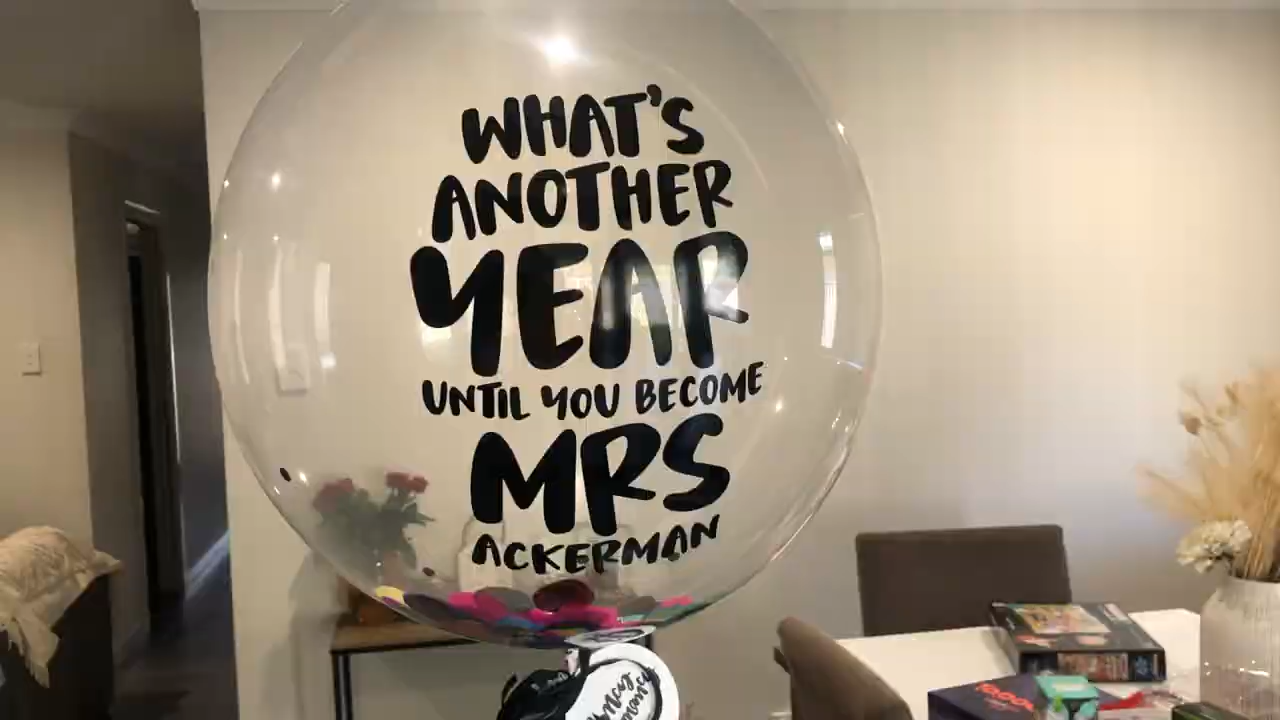 WHAT'S
ANOTHER
YEAR
UNTIL YOU BECOME
MRS
ACKERMAN